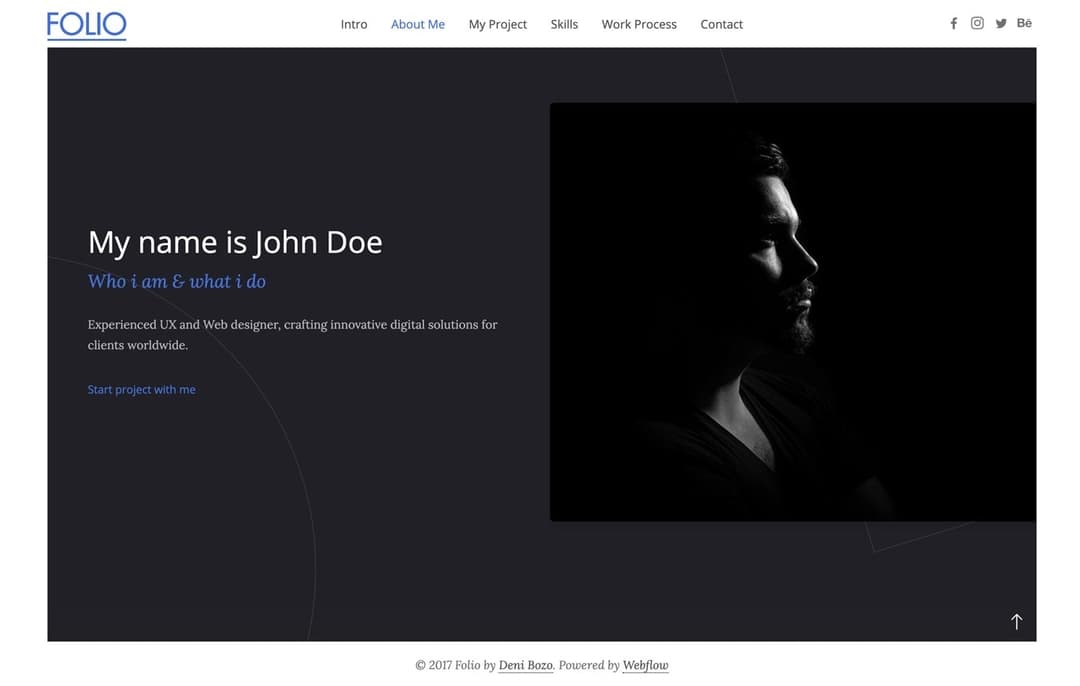 FOLIO
Intro About Me My Project Skills Work Process Contact
Bē
My name is John Doe
Who i am & what i do
Experienced UX and Web designer, crafting innovative digital solutions for
clients worldwide.
Start project with me
© 2017 Folio by Deni Bozo. Powered by Webflow